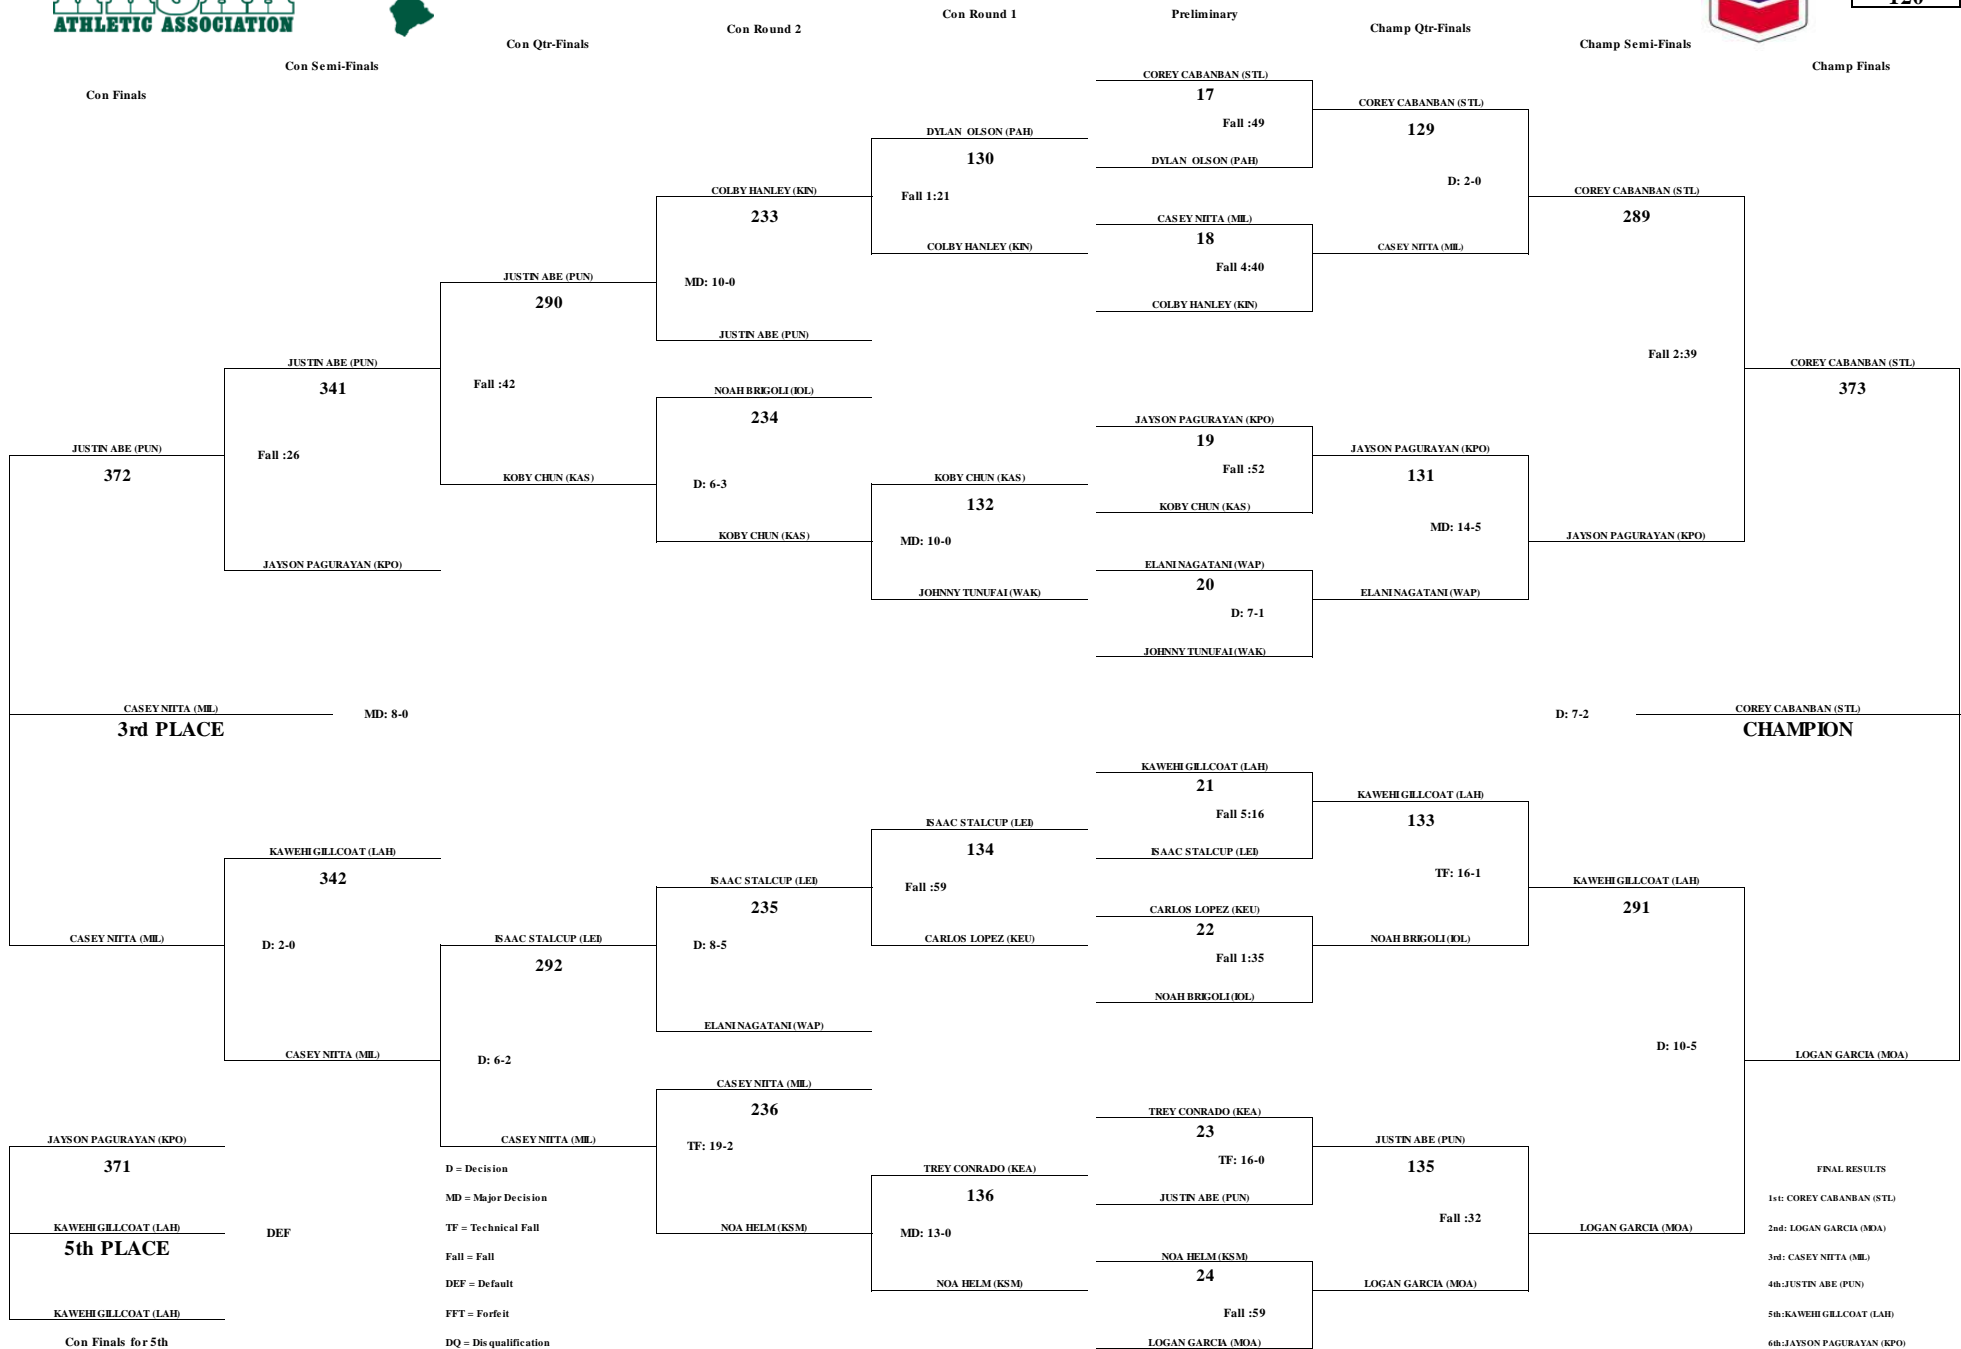 ATHLETIC ASSOCIATION
Con Finals
Con Semi-Finals
Con Qtr-Finals
Con Round 2
Con Round 1
Preliminary
Champ Qtr-Finals
Champ Semi-Finals
Champ Finals
COREY CABANBAN (STL)
17
Fall :49
DYLAN OLSON (PAH)
CASEY NITTA (MIL)
18
Fall 4:40
COLBY HANLEY (KIN)
JAYSON PAGURAYAN (KPO)
19
Fall :52
KOBY CHUN (KAS)
ELANI NAGATANI (WAP)
20
D: 7-1
JOHNNY TUNUFAI (WAK)
KAWEHI GILLCOAT (LAH)
21
Fall 5:16
ISAAC STALCUP (LEI)
CARLOS LOPEZ (KEU)
22
Fall 1:35
NOAH BRIGOLI (IOL)
TREY CONRADO (KEA)
23
TF: 16-0
JUSTIN ABE (PUN)
NOA HELM (KSM)
24
Fall :59
LOGAN GARCIA (MOA)
COREY CABANBAN (STL)
129
D: 2-0
CASEY NITTA (MIL)
JAYSON PAGURAYAN (KPO)
131
MD: 14-5
ELANI NAGATANI (WAP)
KAWEHI GILLCOAT (LAH)
133
TF: 16-1
NOAH BRIGOLI (IOL)
JUSTIN ABE (PUN)
135
Fall :32
LOGAN GARCIA (MOA)
COREY CABANBAN (STL)
289
Fall 2:39
JAYSON PAGURAYAN (KPO)
KAWEHI GILLCOAT (LAH)
291
D: 10-5
LOGAN GARCIA (MOA)
COREY CABANBAN (STL)
373
D: 7-2
COREY CABANBAN (STL)
CHAMPION
LOGAN GARCIA (MOA)
DYLAN OLSON (PAH)
130
Fall 1:21
COLBY HANLEY (KIN)
KOBY CHUN (KAS)
132
MD: 10-0
JOHNNY TUNUFAI (WAK)
ISAAC STALCUP (LEI)
134
Fall :59
CARLOS LOPEZ (KEU)
TREY CONRADO (KEA)
136
MD: 13-0
NOA HELM (KSM)
COLBY HANLEY (KIN)
233
MD: 10-0
JUSTIN ABE (PUN)
NOAH BRIGOLI (IOL)
234
D: 6-3
KOBY CHUN (KAS)
ISAAC STALCUP (LEI)
235
D: 8-5
ELANI NAGATANI (WAP)
CASEY NITTA (MIL)
236
TF: 19-2
NOA HELM (KSM)
JUSTIN ABE (PUN)
290
Fall :42
KOBY CHUN (KAS)
ISAAC STALCUP (LEI)
292
D: 6-2
CASEY NITTA (MIL)
JUSTIN ABE (PUN)
341
Fall :26
JAYSON PAGURAYAN (KPO)
KAWEHI GILLCOAT (LAH)
342
D: 2-0
CASEY NITTA (MIL)
JUSTIN ABE (PUN)
372
CASEY NITTA (MIL)
MD: 8-0
3rd PLACE
CASEY NITTA (MIL)
JAYSON PAGURAYAN (KPO)
371
KAWEHI GILLCOAT (LAH)
DEF
5th PLACE
KAWEHI GILLCOAT (LAH)
Con Finals for 5th
D = Decision
MD = Major Decision
TF = Technical Fall
Fall = Fall
DEF = Default
FFT = Forfeit
DQ = Disqualification
FINAL RESULTS
1st: COREY CABANBAN (STL)
2nd: LOGAN GARCIA (MOA)
3rd: CASEY NITTA (MIL)
4th:JUSTIN ABE (PUN)
5th:KAWEHI GILLCOAT (LAH)
6th:JAYSON PAGURAYAN (KPO)